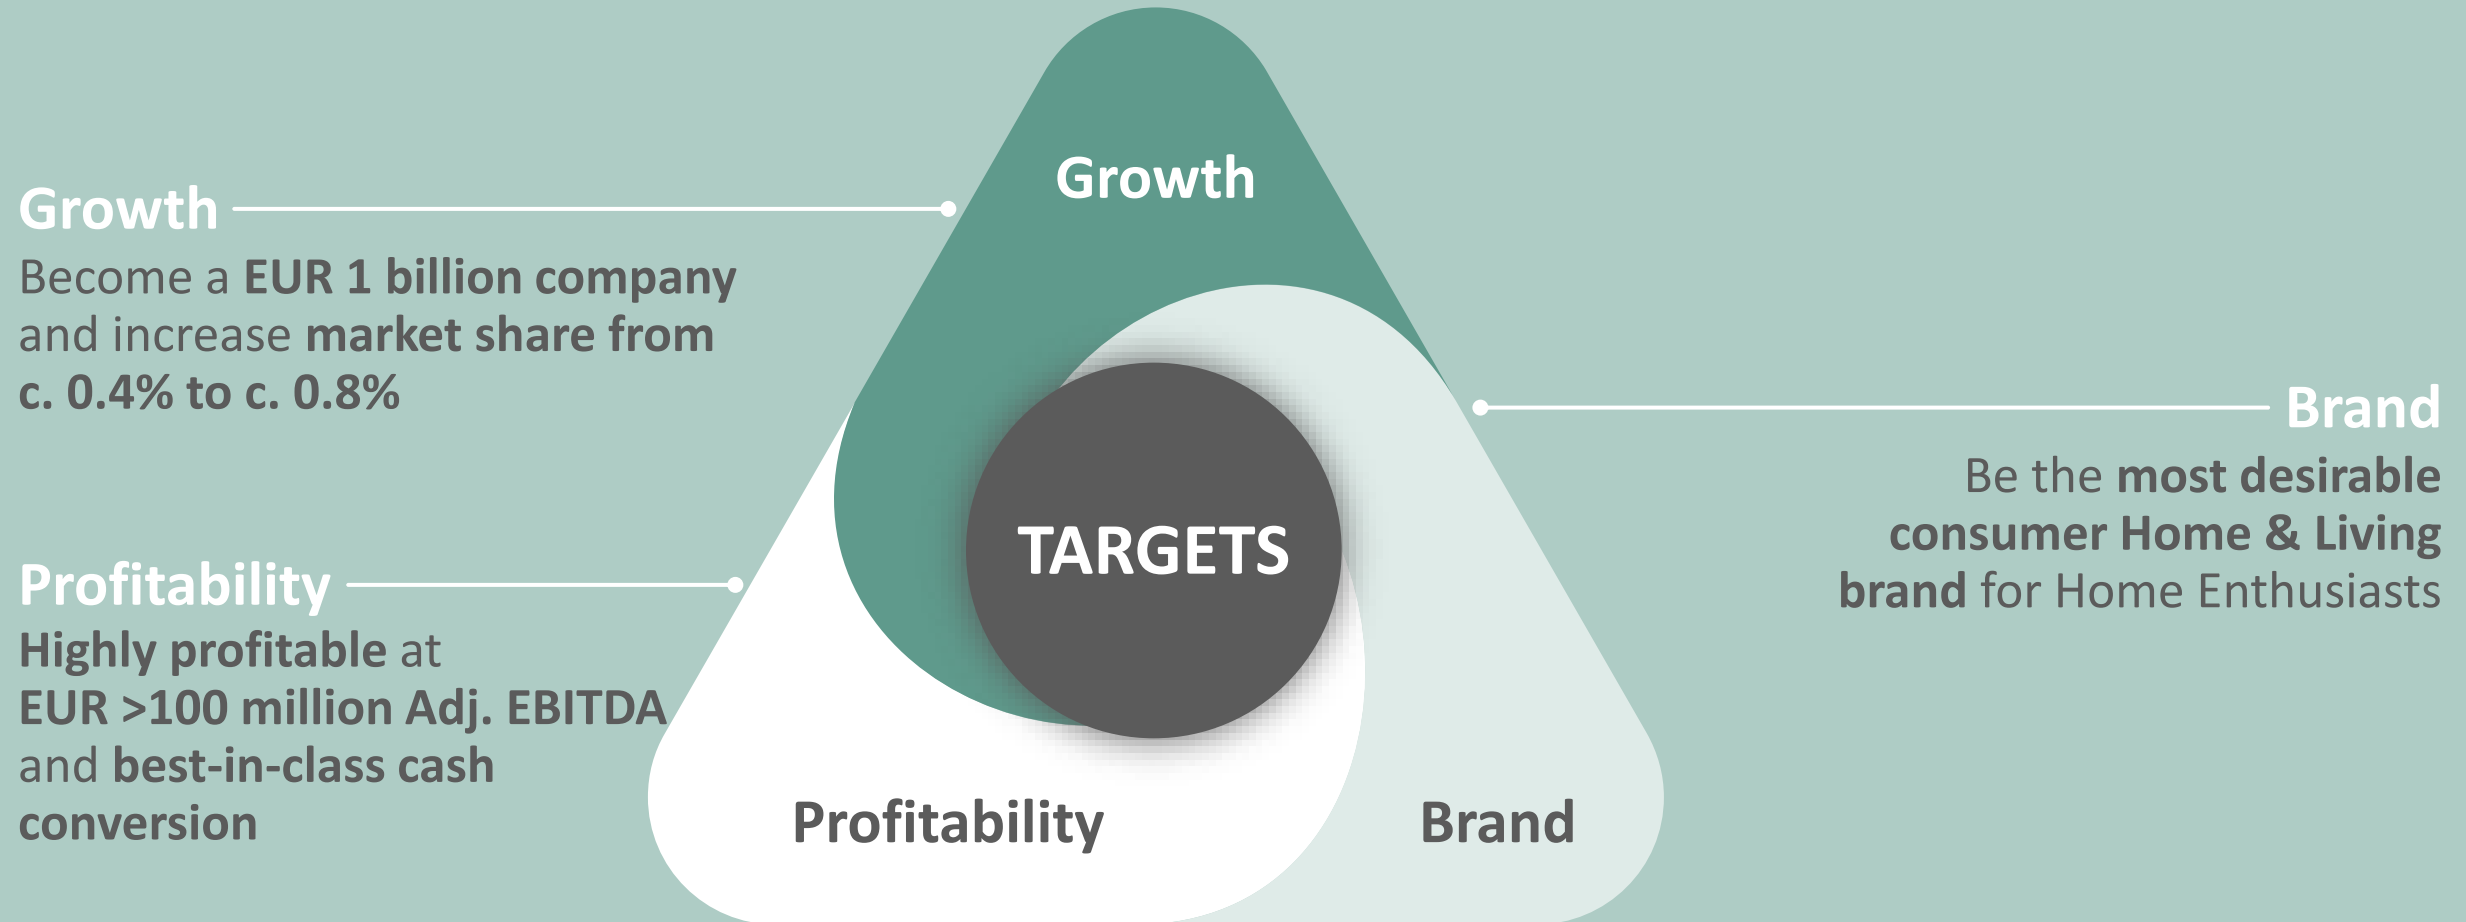 Growth
Become a EUR 1 billion company
and increase market share from
c. 0.4% to c. 0.8%
Profitability
Highly profitable at
EUR >100 million Adj. EBITDA
and best-in-class cash
conversion
Growth
TARGETS
Profitability
Brand
Brand
Be the most desirable
consumer Home & Living
brand for Home Enthusiasts